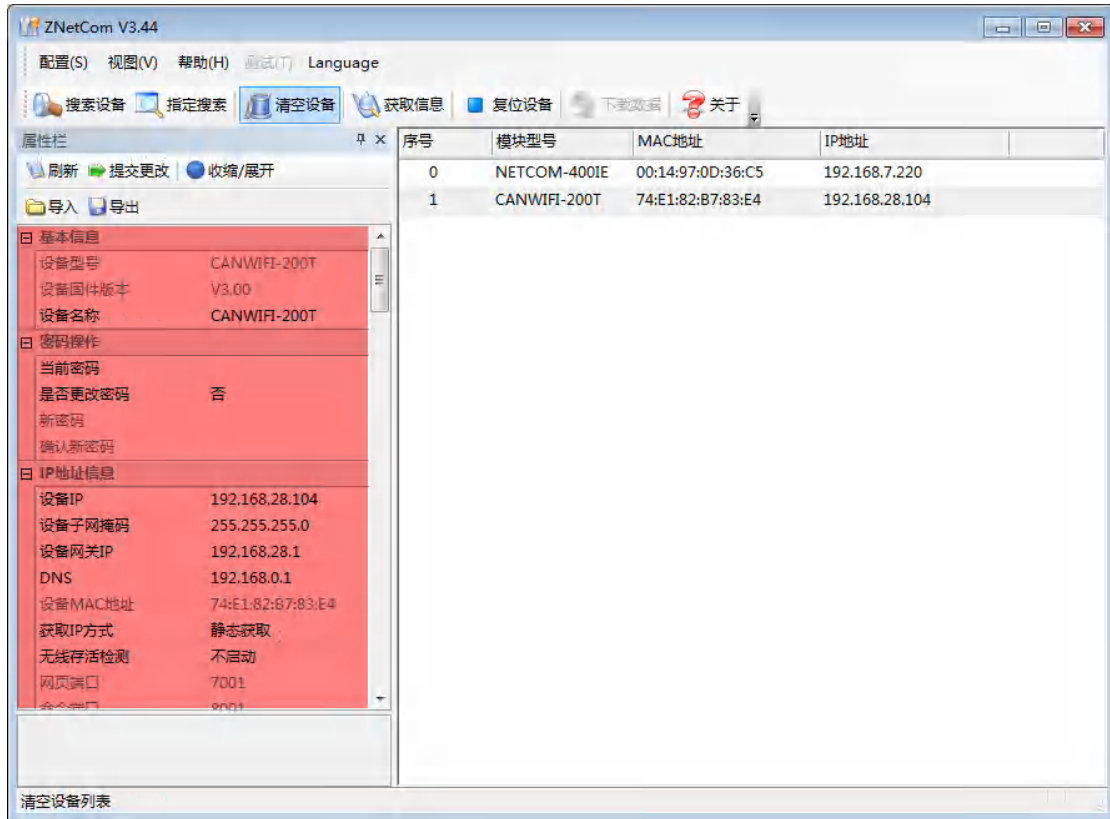 ZNetCom V3.44
配置(S) 视图(V) 帮助(H) 测试(T) Language
搜索设备 指定搜索 清空设备 获取信息 复位设备 下载数据 关于
属性栏
刷新 提交更改 收缩/展开
导入 导出
基本信息
设备型号 CANWIFI-200T
设备固件版本 V3.00
设备名称 CANWIFI-200T
密码操作
当前密码
是否更改密码 否
新密码
确认新密码
IP地址信息
设备IP 192.168.28.104
设备子网掩码 255.255.255.0
设备网关IP 192.168.28.1
DNS 192.168.0.1
设备MAC地址 74:E1:82:B7:83:E4
获取IP方式 静态获取
无线存活检测 不启动
网页端口 7001
命令端口 8001
序号 模块型号 MAC地址 IP地址
0 NETCOM-400IE 00:14:97:0D:36:C5 192.168.7.220
1 CANWIFI-200T 74:E1:82:B7:83:E4 192.168.28.104
清空设备列表